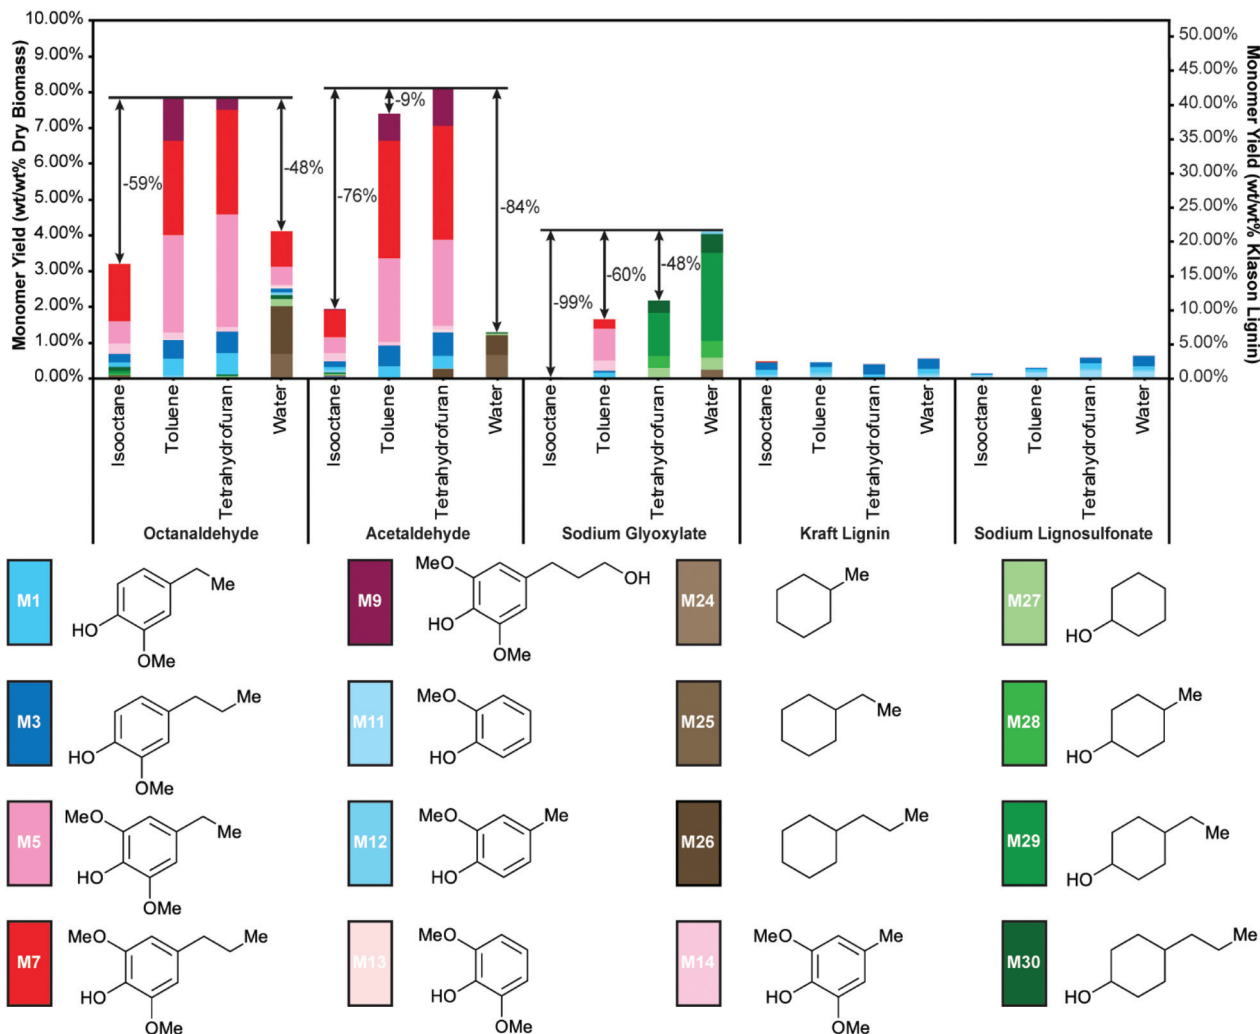 Monomer Yield (wt/wt% Dry Biomass)
10.00%
9.00%
8.00%
7.00%
6.00%
5.00%
4.00%
3.00%
2.00%
1.00%
0.00%
-59%
-48%
-76%
-9%
-84%
-99%
-60%
-48%
50.00%
45.00%
40.00%
35.00%
30.00%
25.00%
20.00%
15.00%
10.00%
5.00%
0.00%
Monomer Yield (wt/wt% Klason Lignin)
Isooctane
Toluene
Tetrahydrofuran
Water
Isooctane
Toluene
Tetrahydrofuran
Water
Isooctane
Toluene
Tetrahydrofuran
Water
Isooctane
Toluene
Tetrahydrofuran
Water
Isooctane
Toluene
Tetrahydrofuran
Water
Octanaldehyde
Acetaldehyde
Sodium Glyoxylate
Kraft Lignin
Sodium Lignosulfonate
M1
Me
HO
OMe
M9
MeO
OH
HO
OMe
M24
Me
M27
HO
M3
Me
HO
OMe
M11
MeO
HO
M25
Me
M28
Me
HO
M5
MeO
Me
HO
OMe
M12
MeO
Me
HO
M26
Me
M29
Me
HO
M7
MeO
Me
HO
OMe
M13
MeO
HO
OMe
M14
MeO
Me
HO
OMe
M30
Me
HO